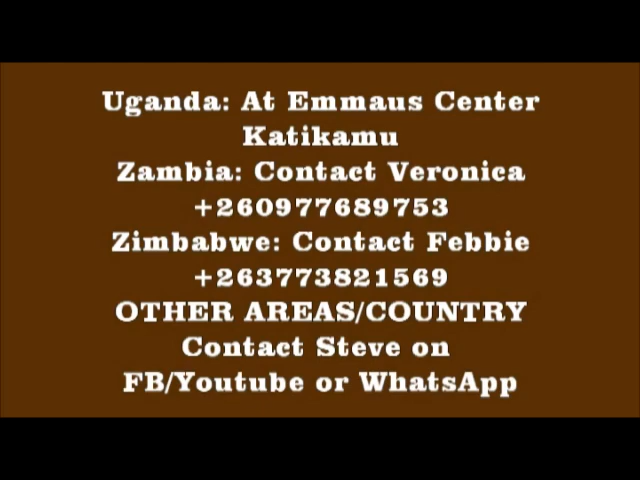 Uganda: At Emmaus Center
Katikamu
Zambia: Contact Veronica
+260977689753
Zimbabwe: Contact Febbie
+263773821569
OTHER AREAS/COUNTRY
Contact Steve on
FB/Youtube or WhatsApp